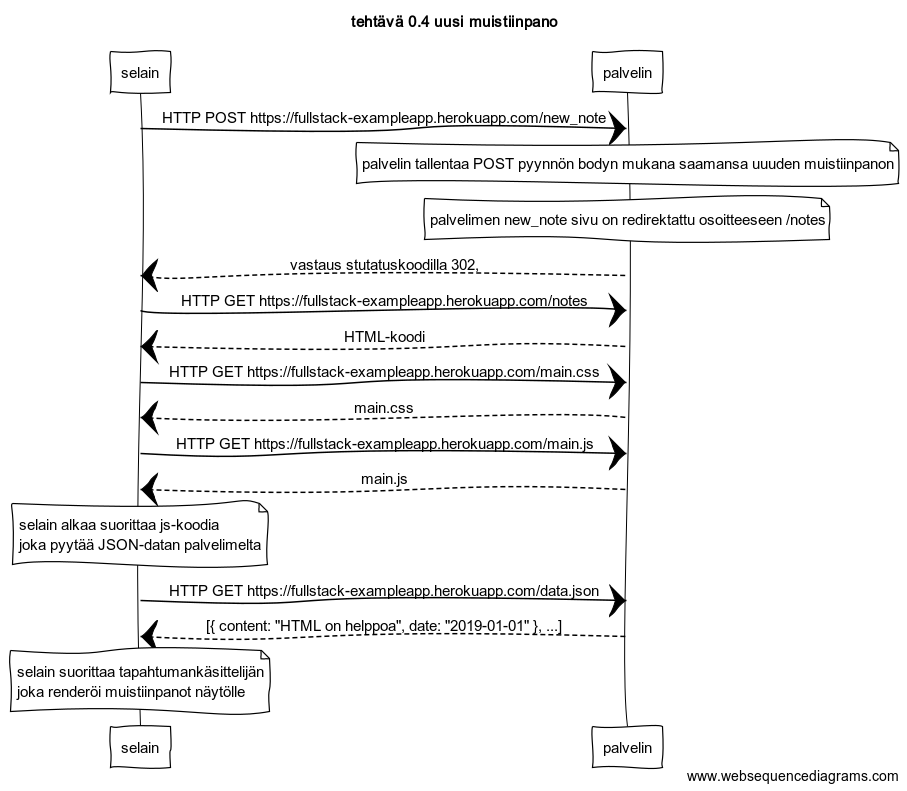 tehtävä 0.4 uusi muistiinpano
selain
palvelin
HTTP POST https://fullstack-exampleapp.herokuapp.com/new_note
palvelin tallentaa POST pyynnön bodyn mukana saamansa uuuden muistiinpanon
palvelimen new_note sivu on redirektattu osoitteeseen /notes
vastaus stutatuskoodilla 302,
HTTP GET https://fullstack-exampleapp.herokuapp.com/notes
HTML-koodi
HTTP GET https://fullstack-exampleapp.herokuapp.com/main.css
main.css
HTTP GET https://fullstack-exampleapp.herokuapp.com/main.js
main.js
selain alkaa suorittaa js-koodia
joka pyytää JSON-datan palvelimelta
HTTP GET https://fullstack-exampleapp.herokuapp.com/data.json
[{ content: "HTML on helppoa", date: "2019-01-01" }, ...]
selain suorittaa tapahtumankäsittelijän
joka renderöi muistiinpanot näytölle
selain
palvelin
www.websequencediagrams.com